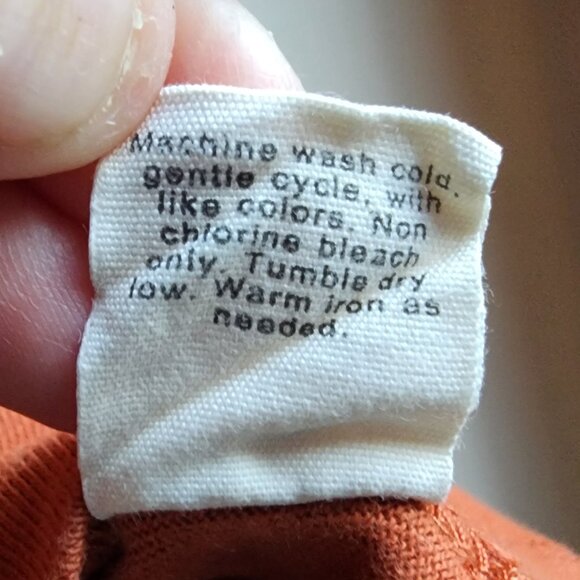 Machine wash cold,
gentle cycle, with
like colors. Non
chlorine bleach
only. Tumble dry
low. Warm iron as
needed.